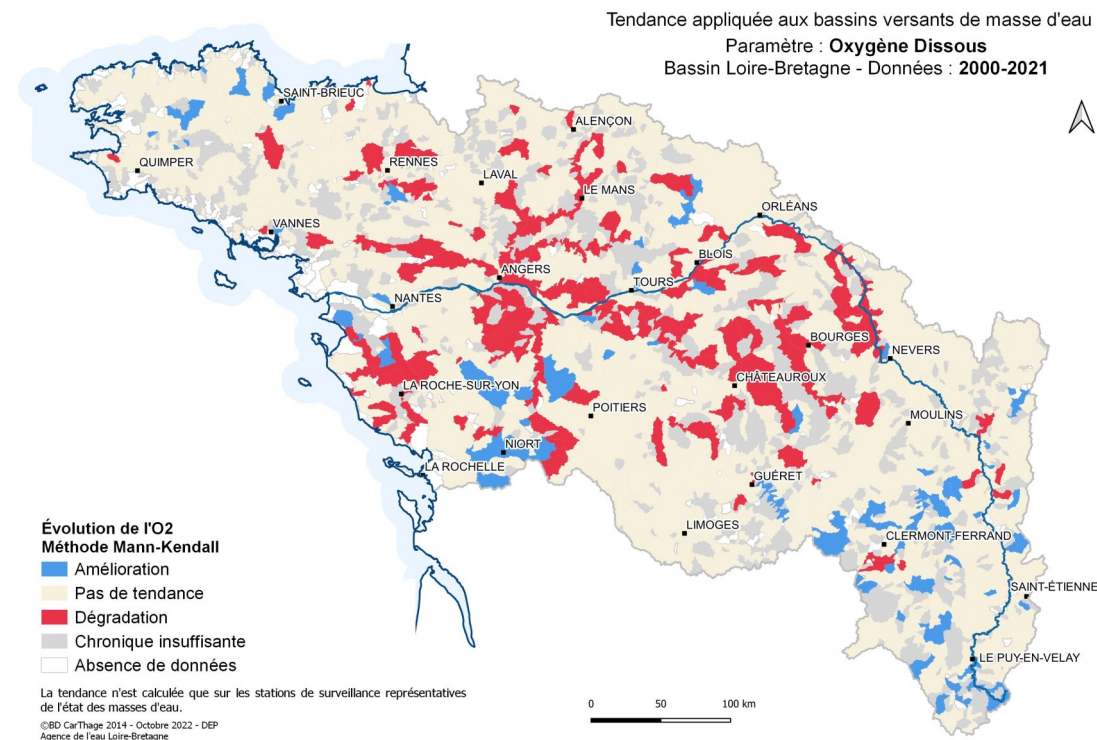 Tendance appliquée aux bassins versants de masse d'eau
Paramètre : Oxygène Dissous
Bassin Loire-Bretagne - Données : 2000-2021
SAINT-BRIEUC
ALENÇON
QUIMPER
RENNES
LAVAL
LE MANS
ORLÉANS
VANNES
BLOIS
ANGERS
TOURS
NANTES
BOURGES
NEVERS
CHÂTEAUROUX
LA ROCHE-SUR-YON
POITIERS
MOULINS
NIORT
LA ROCHELLE
GUÉRET
LIMOGES
CLERMONT-FERRAND
SAINT-ÉTIENNE
LE PUY-EN-VELAY
Évolution de l'O2
Méthode Mann-Kendall
Amélioration
Pas de tendance
Dégradation
Chronique insuffisante
Absence de données
La tendance n'est calculée que sur les stations de surveillance représentatives
de l'état des masses d'eau.
©BD CarThage 2014 - Octobre 2022 - DEP
Agence de l'eau Loire-Bretagne
0 50 100 km